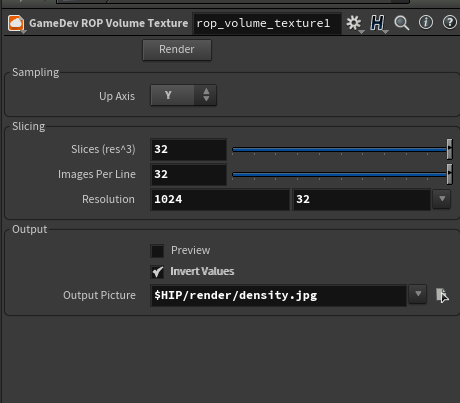 GameDev ROP Volume Texture rop_volume_texture1
Render
Sampling
Up Axis Y
Slicing
Slices (res^3) 32
Images Per Line 32
Resolution 1024 32
Output
Preview
Invert Values
Output Picture $HIP/render/density.jpg